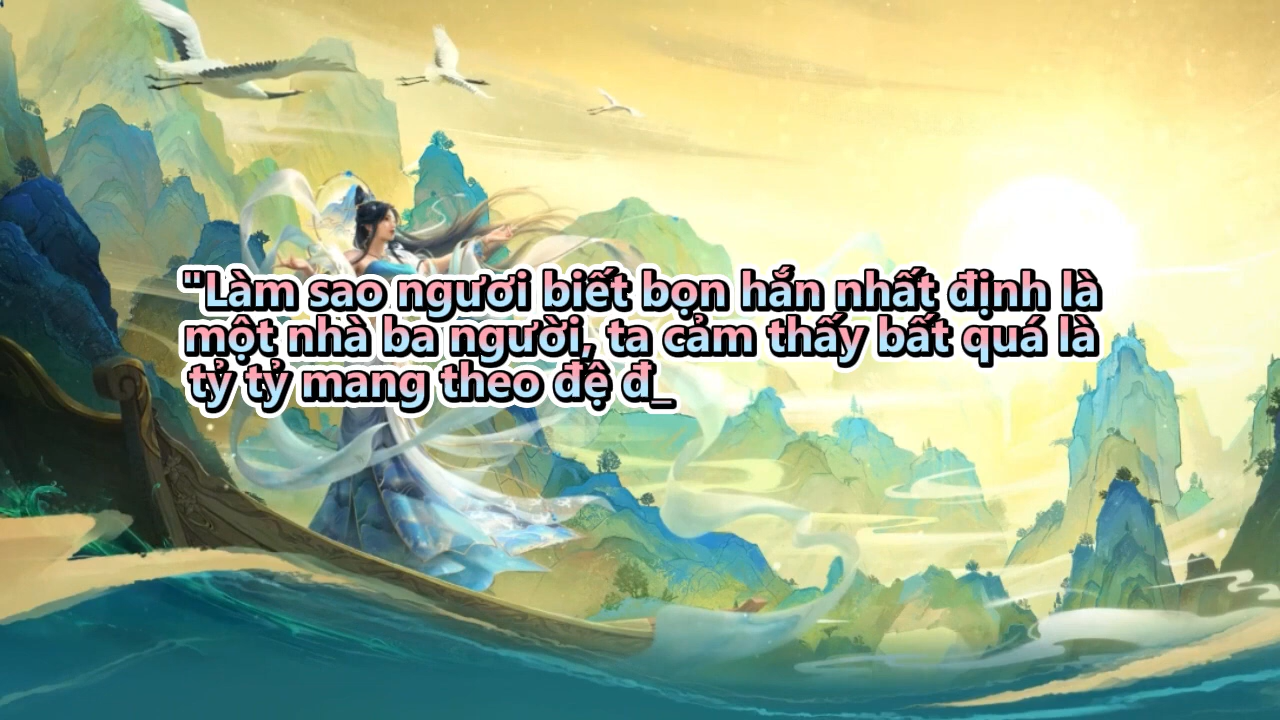 "Làm sao ngươi biết bọn hắn nhất định là
một nhà ba người, ta cảm thấy bất quá là
tỷ tỷ mang theo đệ đ_